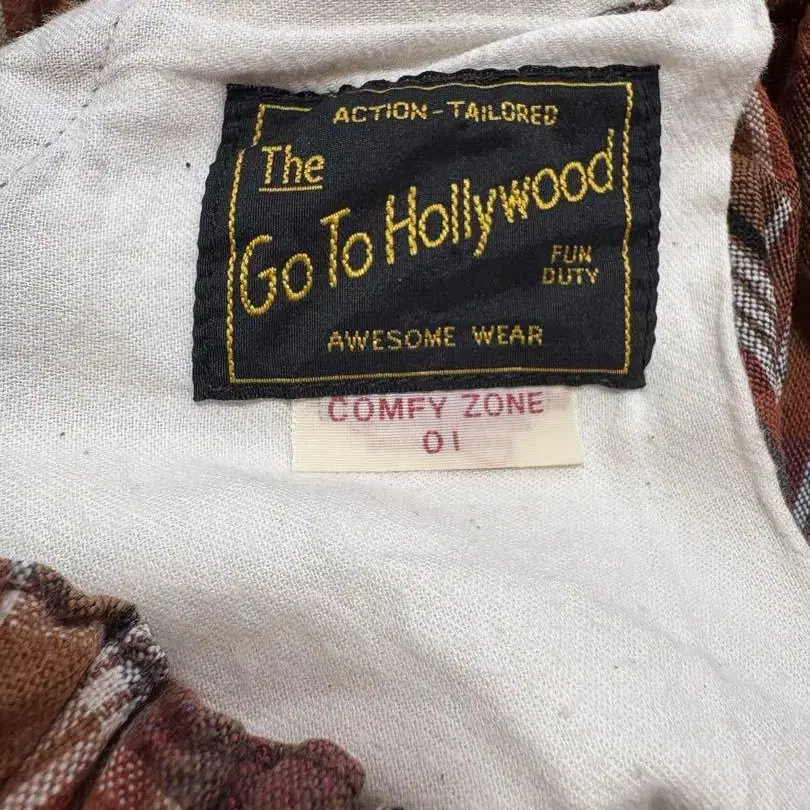 ACTION-TAILORED
The
Go To Hollywood
FUN
DUTY
AWESOME WEAR
COMFY ZONE
01